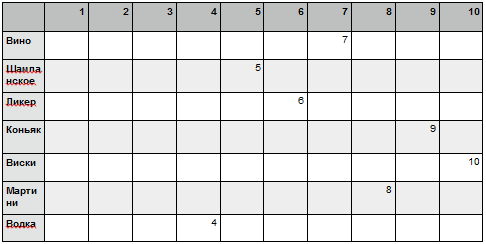 1 2 3 4 5 6 7 8 9 10
Вино 7
Шампа
нское 5
Ликер 6
Коньяк 9
Виски 10
Марти
ни 8
Водка 4